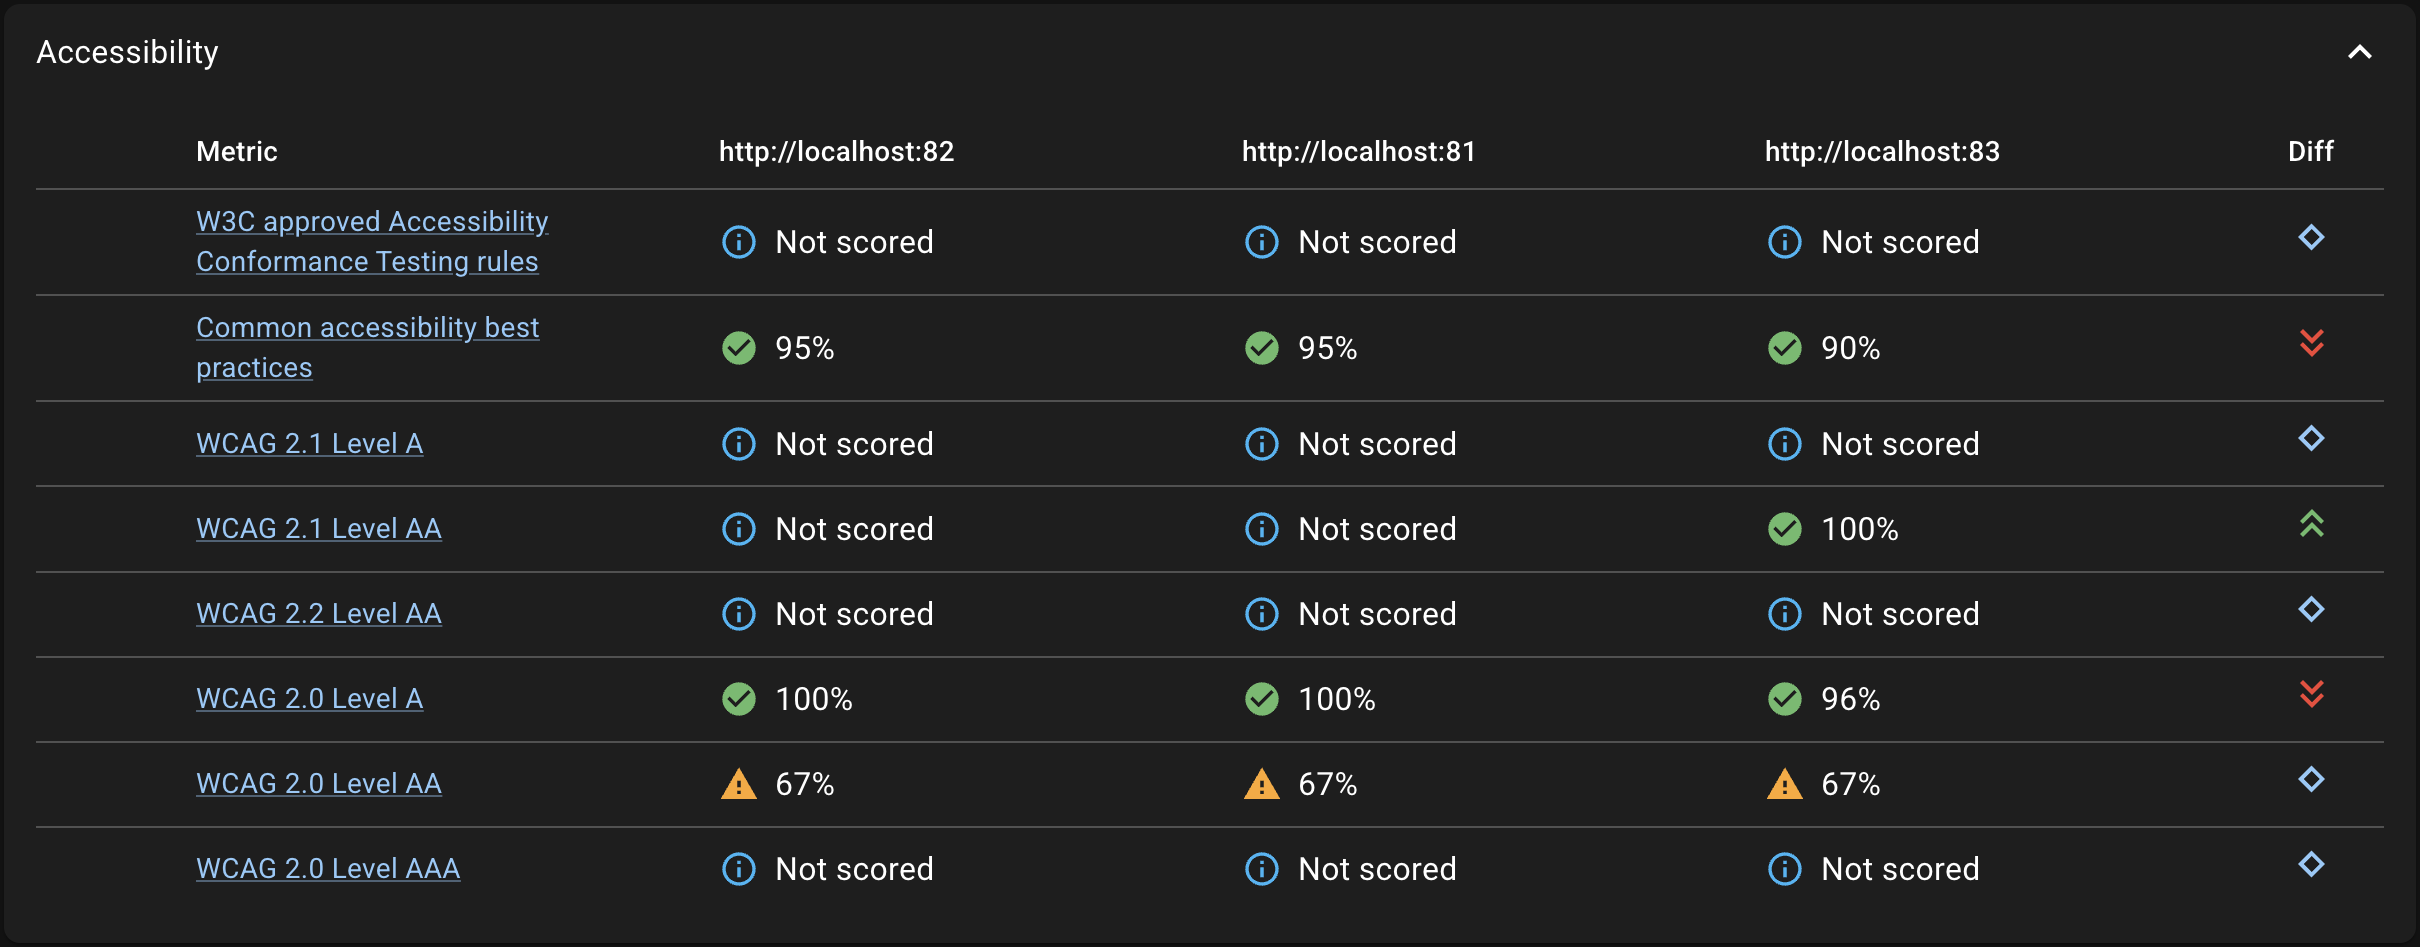 Accessibility
Metric http://localhost:82 http://localhost:81 http://localhost:83 Diff
W3C approved Accessibility
Conformance Testing rules
Not scored Not scored Not scored
Common accessibility best
practices
95% 95% 90%
WCAG 2.1 Level A Not scored Not scored Not scored
WCAG 2.1 Level AA Not scored Not scored 100%
WCAG 2.2 Level AA Not scored Not scored Not scored
WCAG 2.0 Level A 100% 100% 96%
WCAG 2.0 Level AA 67% 67% 67%
WCAG 2.0 Level AAA Not scored Not scored Not scored